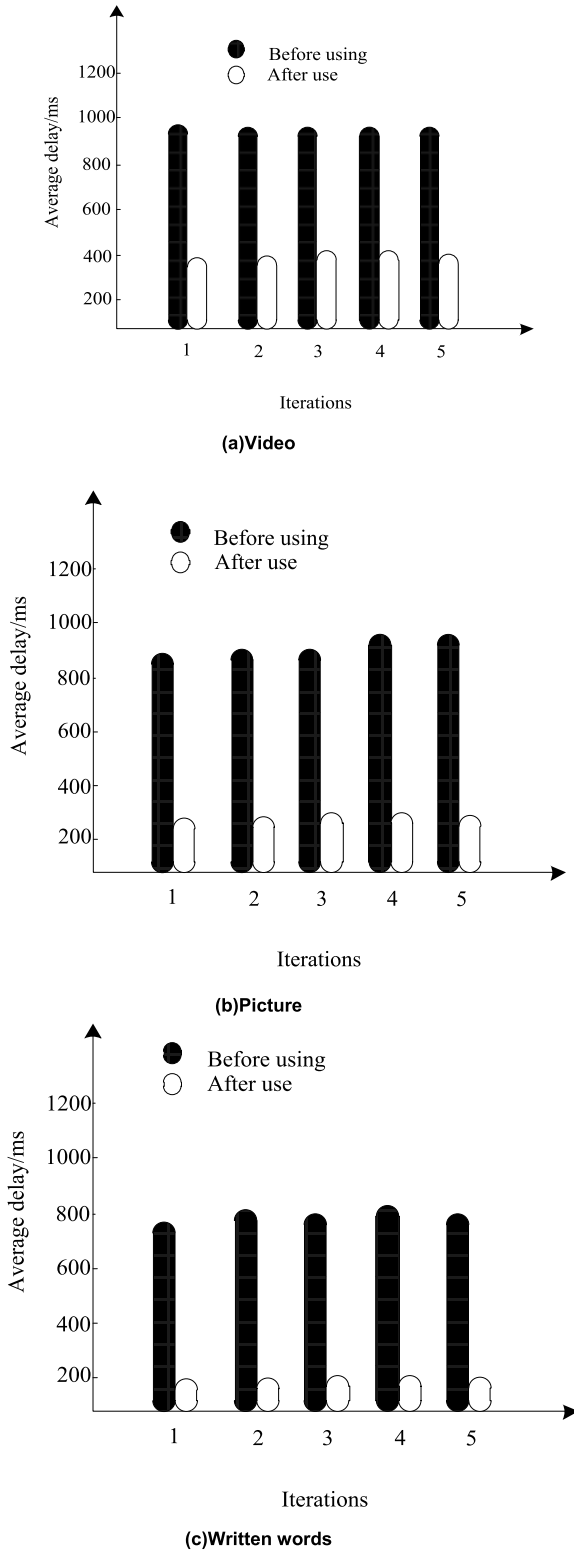 Before using
After use
1200
1000
800
600
400
200
Average delay/ms
1 2 3 4 5
Iterations
(a)Video
Before using
After use
1200
1000
800
600
400
200
Average delay/ms
1 2 3 4 5
Iterations
(b)Picture
Before using
After use
1200
1000
800
600
400
200
Average delay/ms
1 2 3 4 5
Iterations
(c)Written words